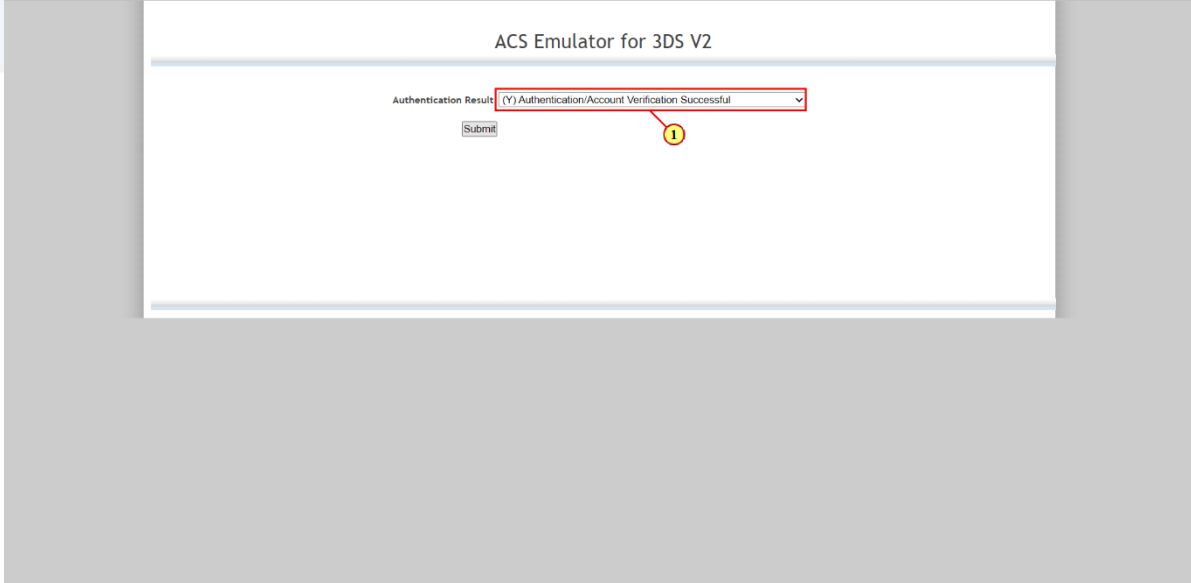 ACS Emulator for 3DS V2
Authentication Result (Y) Authentication/Account Verification Successful
Submit
1